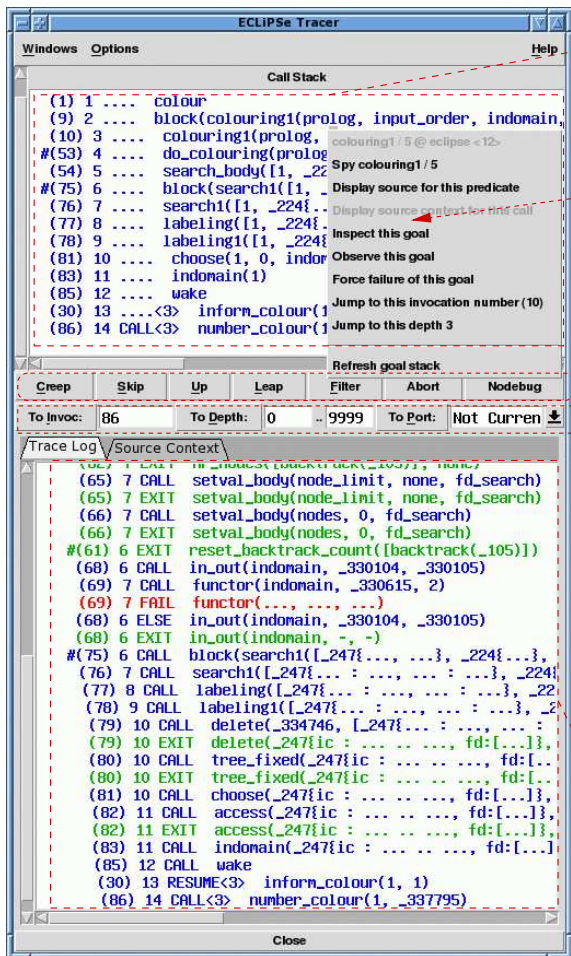 ECLiPSe Tracer
Windows Options Help
Call Stack
(1) 1 .... colour
(9) 2 .... block(colouring1(prolog, input_order, indomain,
(10) 3 .... colouring1(prolog,
#(53) 4 .... do_colouring(prolog
(54) 5 .... search_body([1, _22
#(75) 6 .... block(search1([1, _
(76) 7 .... search1([1, _224{..
(77) 8 .... labeling([1, _224{
(78) 9 .... labeling1([1, _224{
(81) 10 .... choose(1, 0, indom
(83) 11 .... indomain(1)
(85) 12 .... wake
(30) 13 ....<3> inform_colour(1
(86) 14 CALL<3> number_colour(1
colouring1 / 5 @ eclipse <12>
Spy colouring1 / 5
Display source for this predicate
Display source context for this call
Inspect this goal
Observe this goal
Force failure of this goal
Jump to this invocation number (10)
Jump to this depth 3
Refresh goal stack
Creep Skip Up Leap Filter Abort Nodebug
To Invoc: 86 To Depth: 0 .. 9999 To Port: Not Curren
Trace Log Source Context
(65) 7 CALL setval_body(node_limit, none, fd_search)
(65) 7 EXIT setval_body(node_limit, none, fd_search)
(66) 7 CALL setval_body(nodes, 0, fd_search)
(66) 7 EXIT setval_body(nodes, 0, fd_search)
#(61) 6 EXIT reset_backtrack_count([backtrack(_105)])
(68) 6 CALL in_out(indomain, _330104, _330105)
(69) 7 CALL functor(indomain, _330615, 2)
(69) 7 FAIL functor(..., ..., ...)
(68) 6 ELSE in_out(indomain, _330104, _330105)
(68) 6 EXIT in_out(indomain, -, -)
#(75) 6 CALL block(search1([_247{..., ...}, _224{...},
(76) 7 CALL search1([_247{... : ..., ... : ...}, _224{
(77) 8 CALL labeling([_247{... : ..., ... : ...}, _22
(78) 9 CALL labeling1([_247{... : ..., ... : ...}, _2
(79) 10 CALL delete(_334746, [_247{... : ..., ... :
(79) 10 EXIT delete(_247{ic : ... .. ..., fd:[...]},
(80) 10 CALL tree_fixed(_247{ic : ... .. ..., fd:[..
(80) 10 EXIT tree_fixed(_247{ic : ... .. ..., fd:[..
(81) 10 CALL choose(_247{ic : ... .. ..., fd:[...]},
(82) 11 CALL access(_247{ic : ... .. ..., fd:[...]},
(82) 11 EXIT access(_247{ic : ... .. ..., fd:[...]},
(83) 11 CALL indomain(_247{ic : ... .. ..., fd:[...]
(85) 12 CALL wake
(30) 13 RESUME<3> inform_colour(1, 1)
(86) 14 CALL<3> number_colour(1, _337795)
Close